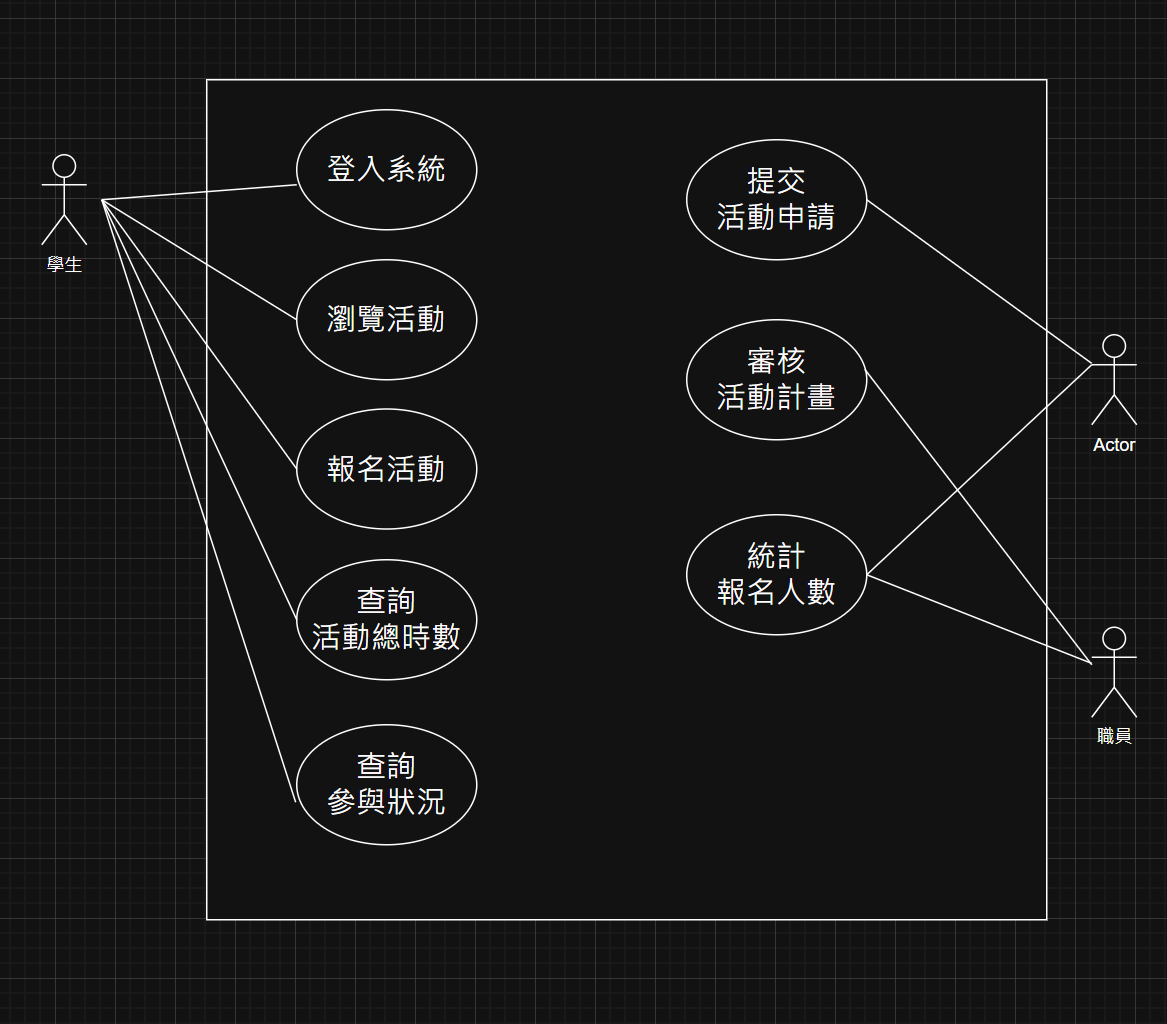 學生
登入系統
瀏覽活動
報名活動
查詢
活動總時數
查詢
參與狀況
提交
活動申請
審核
活動計畫
統計
報名人數
Actor
職員